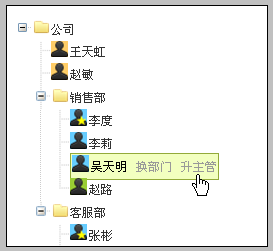 公司
王天虹
赵敏
销售部
李度
李莉
吴天明 换部门 升主管
赵路
客服部
张彬